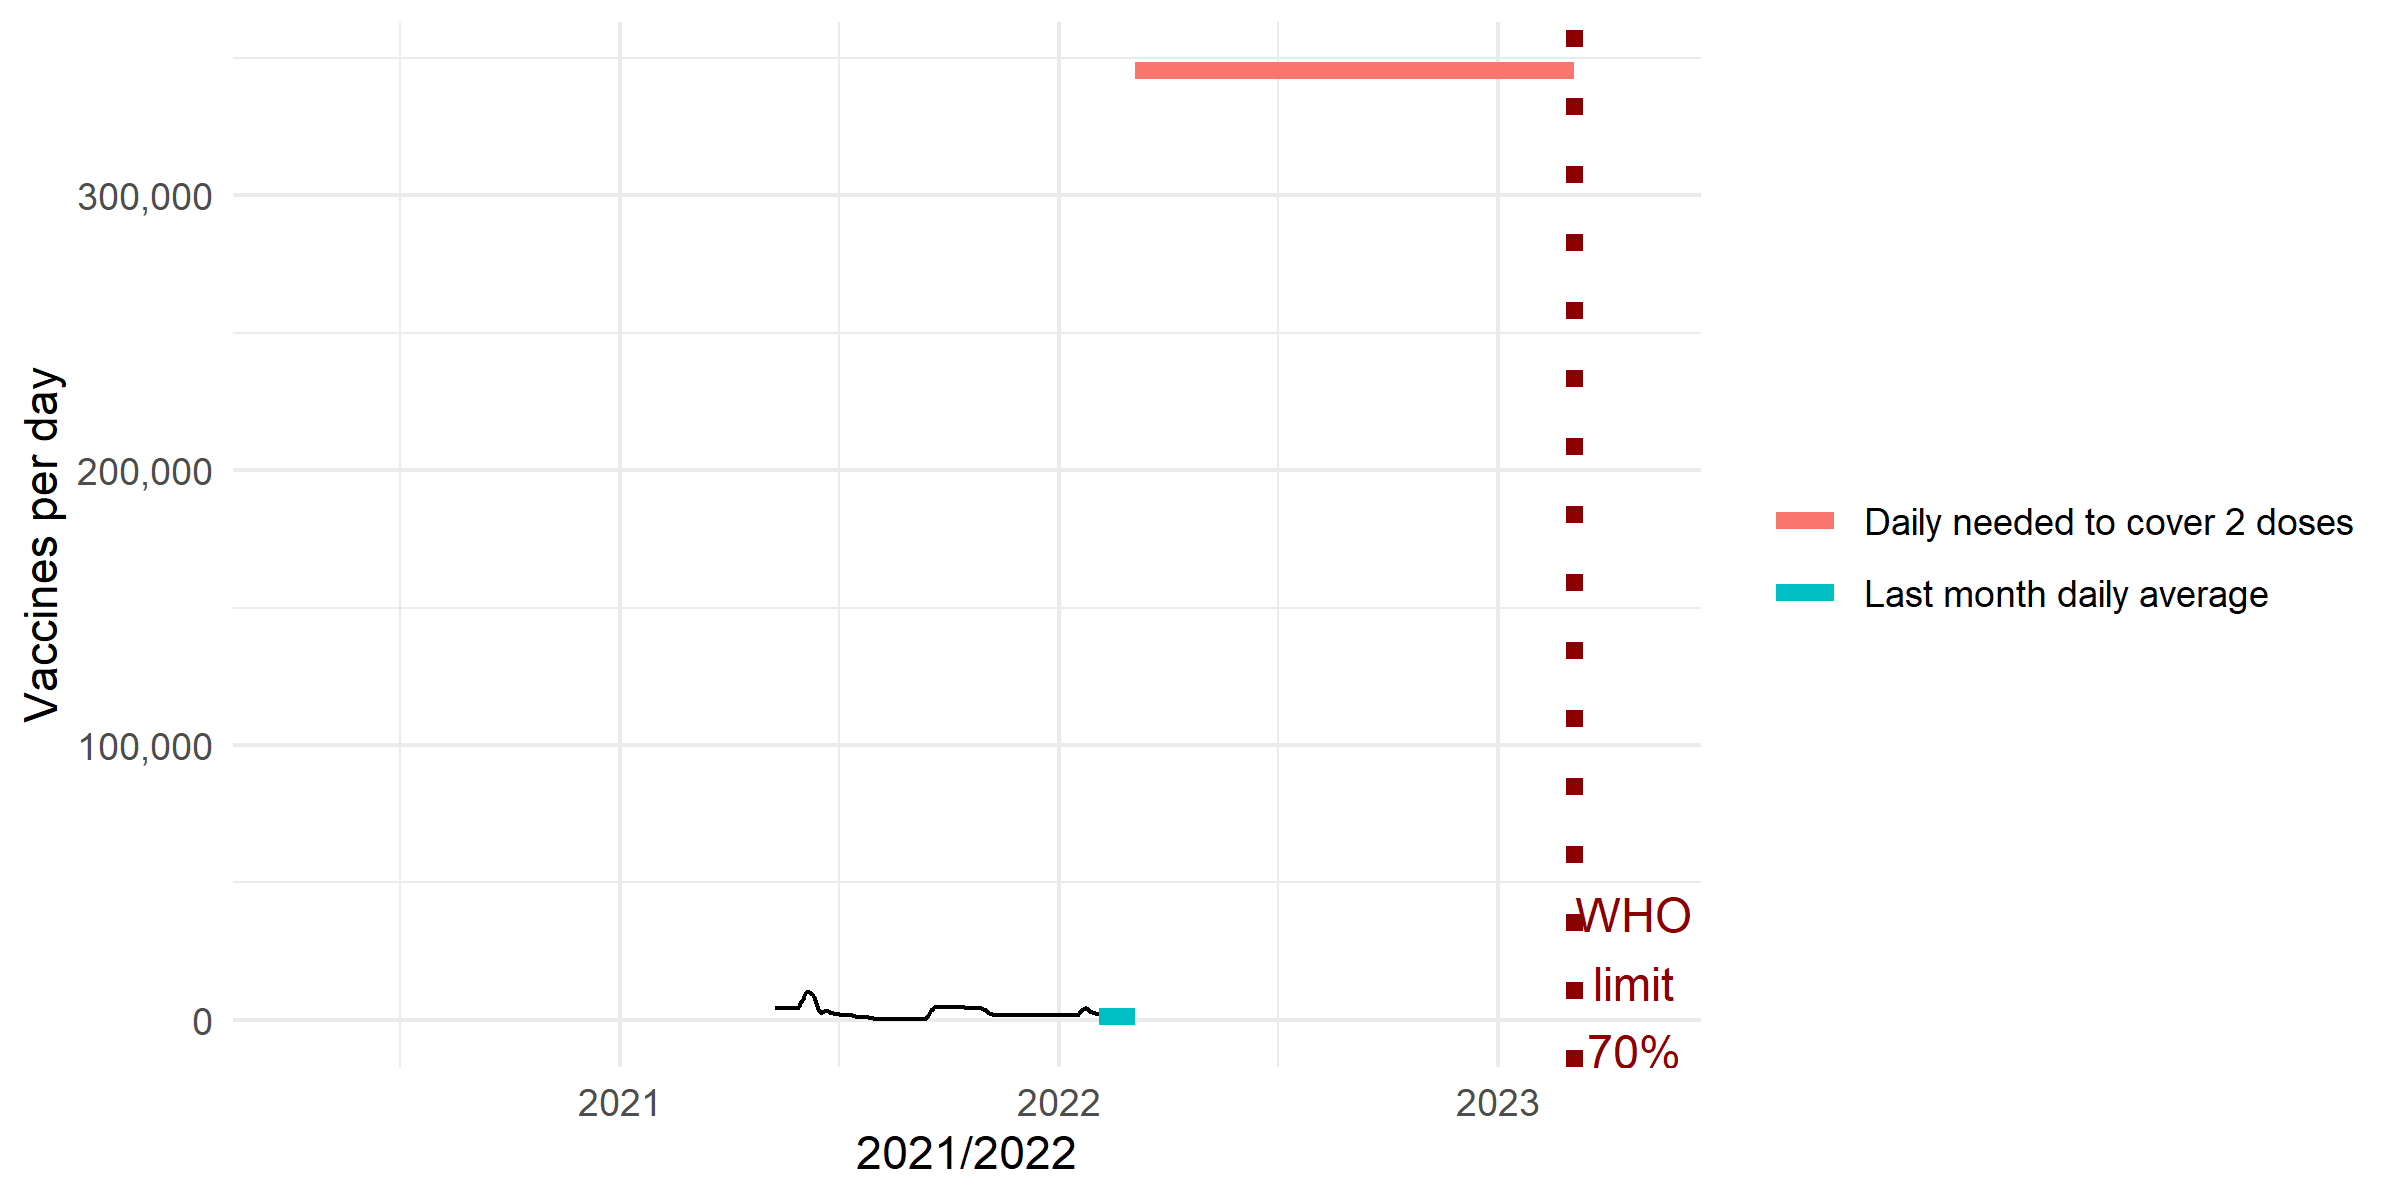 Vaccines per day
300,000
200,000
100,000
0
2021
2022
2023
2021/2022
WHO
limit
70%
Daily needed to cover 2 doses
Last month daily average